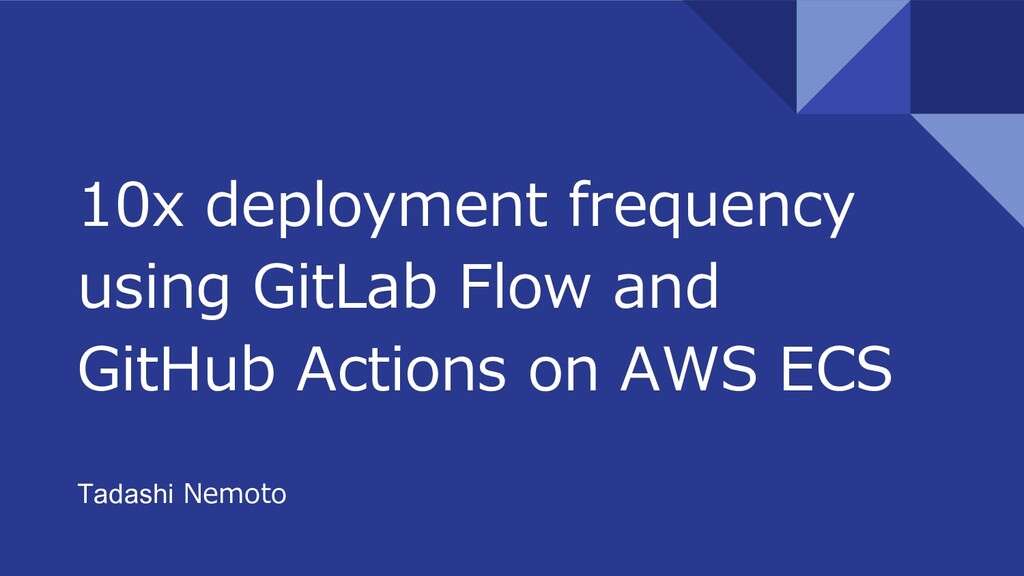 10x deployment frequency
using GitLab Flow and
GitHub Actions on AWS ECS
Tadashi Nemoto